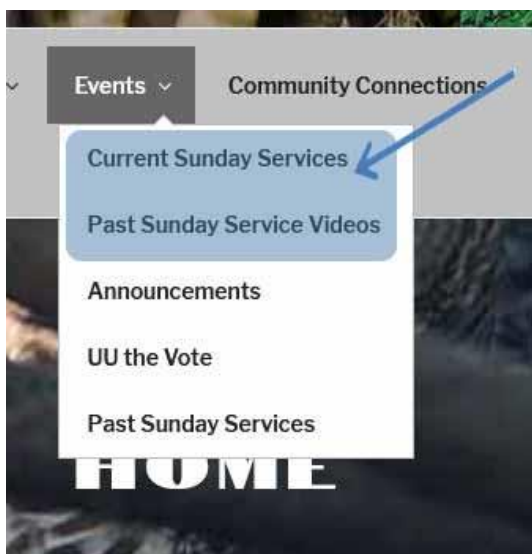 Events
Community Connections
Current Sunday Services
Past Sunday Service Videos
Announcements
UU the Vote
Past Sunday Services
HOME